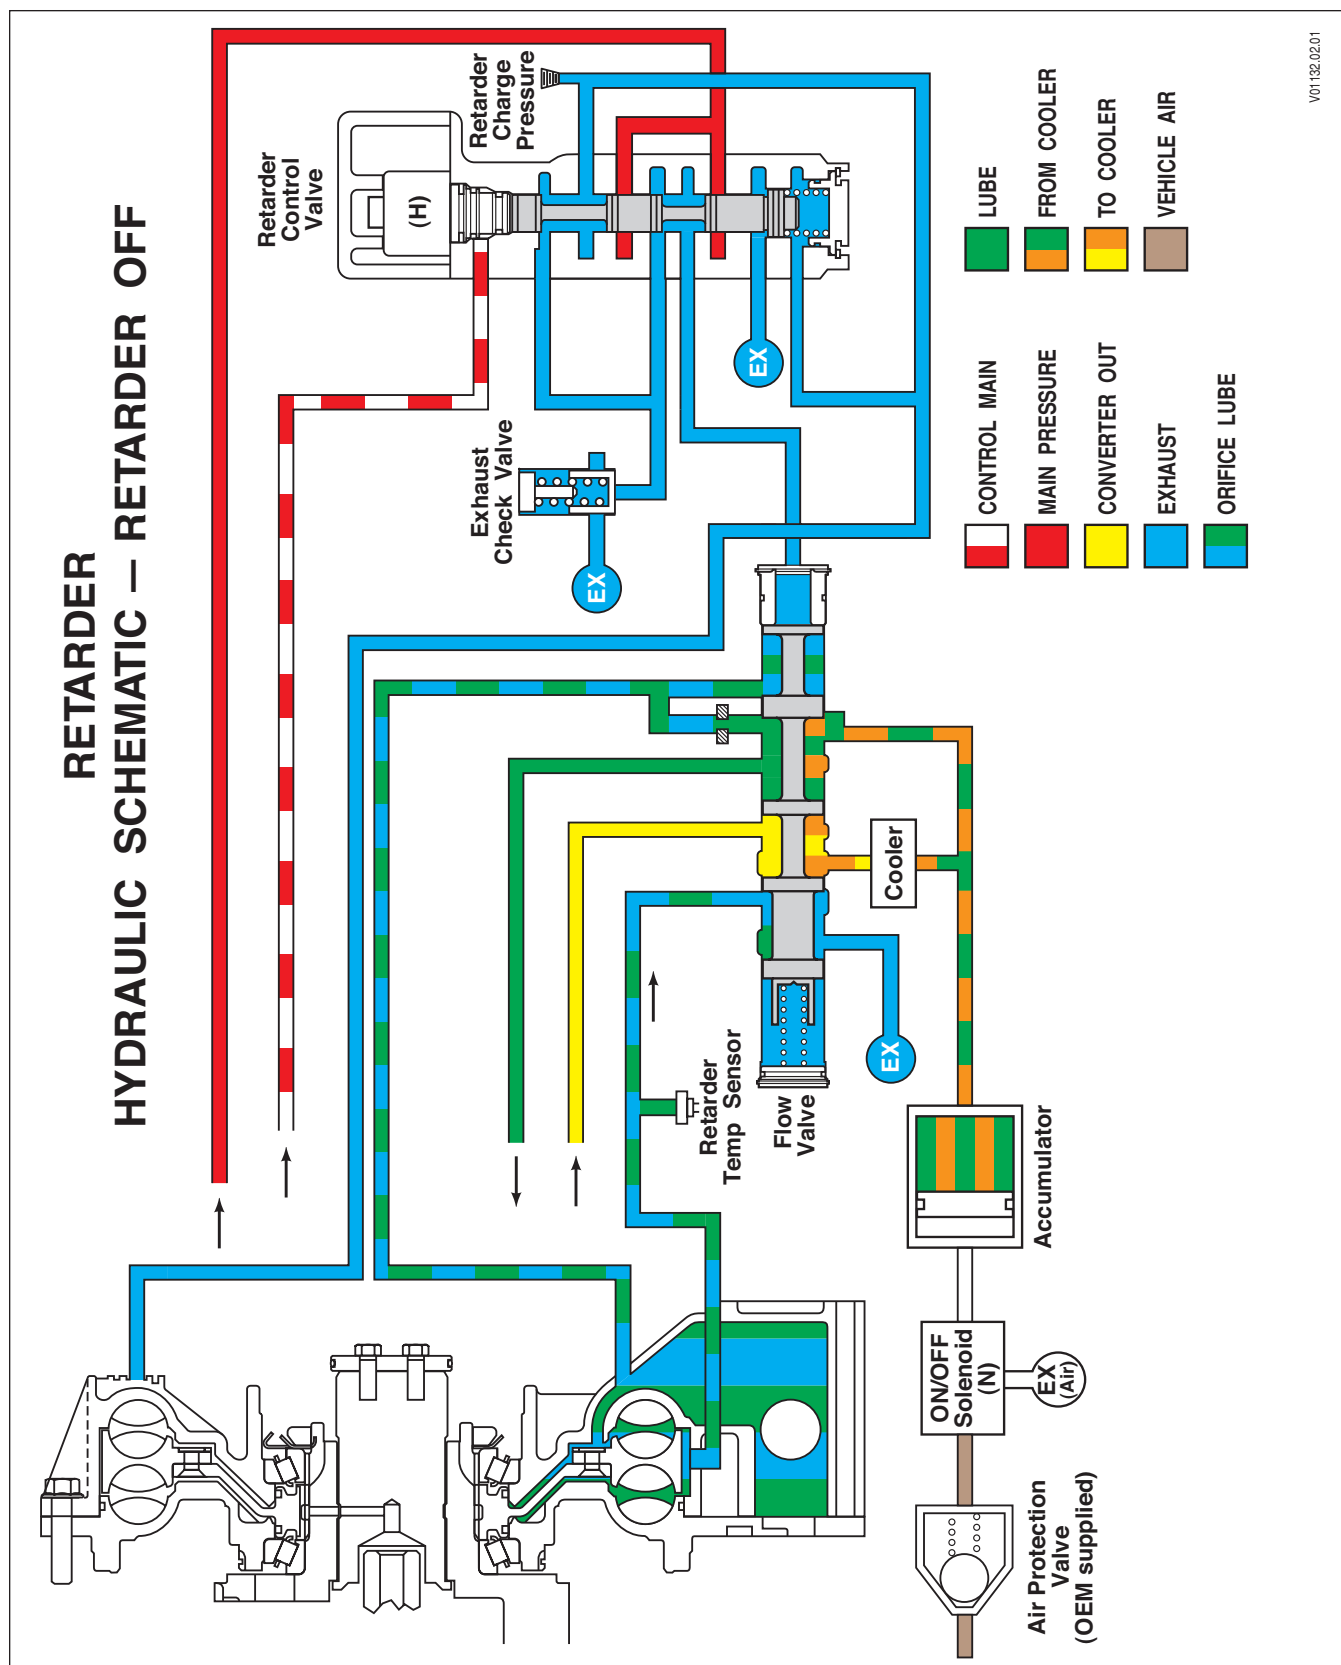 RETARDER
HYDRAULIC SCHEMATIC — RETARDER OFF
Retarder
Control
Valve
(H)
Retarder
Charge
Pressure
Exhaust
Check Valve
EX
EX
Retarder
Temp Sensor
Flow
Valve
EX
Cooler
Accumulator
ON/OFF
Solenoid
(N)
EX
(Air)
Air Protection
Valve
(OEM supplied)
CONTROL MAIN
MAIN PRESSURE
CONVERTER OUT
EXHAUST
ORIFICE LUBE
LUBE
FROM COOLER
TO COOLER
VEHICLE AIR
V01132.02.01